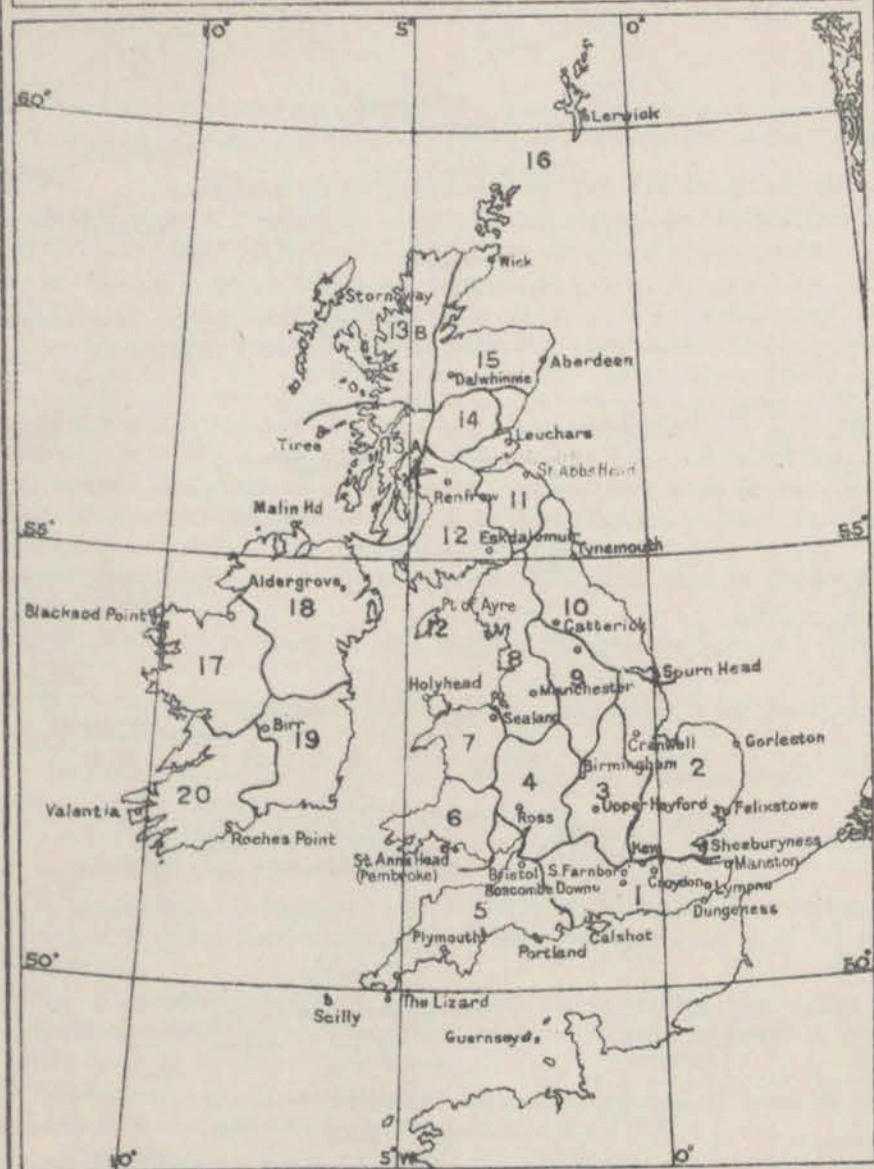 10° 5° 0°
60°
Lerwick
16
Wick
Stornoway
13 B
15
Aberdeen
Dalwhinnie
14
Leuchars
Tiree
13 A
St. Abbs Head
Renfrew
11
Malin Hd
55° 55°
12
Eskdalemuir
Tynemouth
Aldergrove
18
Pt. of Ayre
10
Blacksod Point
12
Catterick
17
8
9
Spurn Head
Holyhead
Manchester
Sealand
Birr
19
7
Cranwell
Gorleston
Birmingham
2
4
3
20
Upper Heyford
Felixstowe
Valentia
6
Ross
Roches Point
Kew
Shoeburyness
St. Anns Head
(Pembroke)
Bristol
S. Farnboro
Manston
Boscombe Down
Croydon
Lympne
5
1
Dungeness
Plymouth
Calshot
Portland
50° 50°
The Lizard
Scilly
Guernsey
10° 5° W. 0°